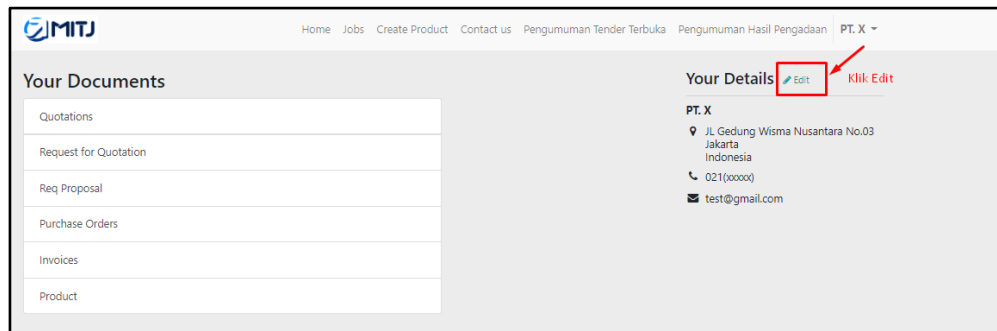 MITJ
Home Jobs Create Product Contact us Pengumuman Tender Terbuka Pengumuman Hasil Pengadaan PT. X
Your Documents
Quotations
Request for Quotation
Req Proposal
Purchase Orders
Invoices
Product
Your Details Edit Klik Edit
PT. X
JL Gedung Wisma Nusantara No.03
Jakarta
Indonesia
021(xxxxx)
test@gmail.com